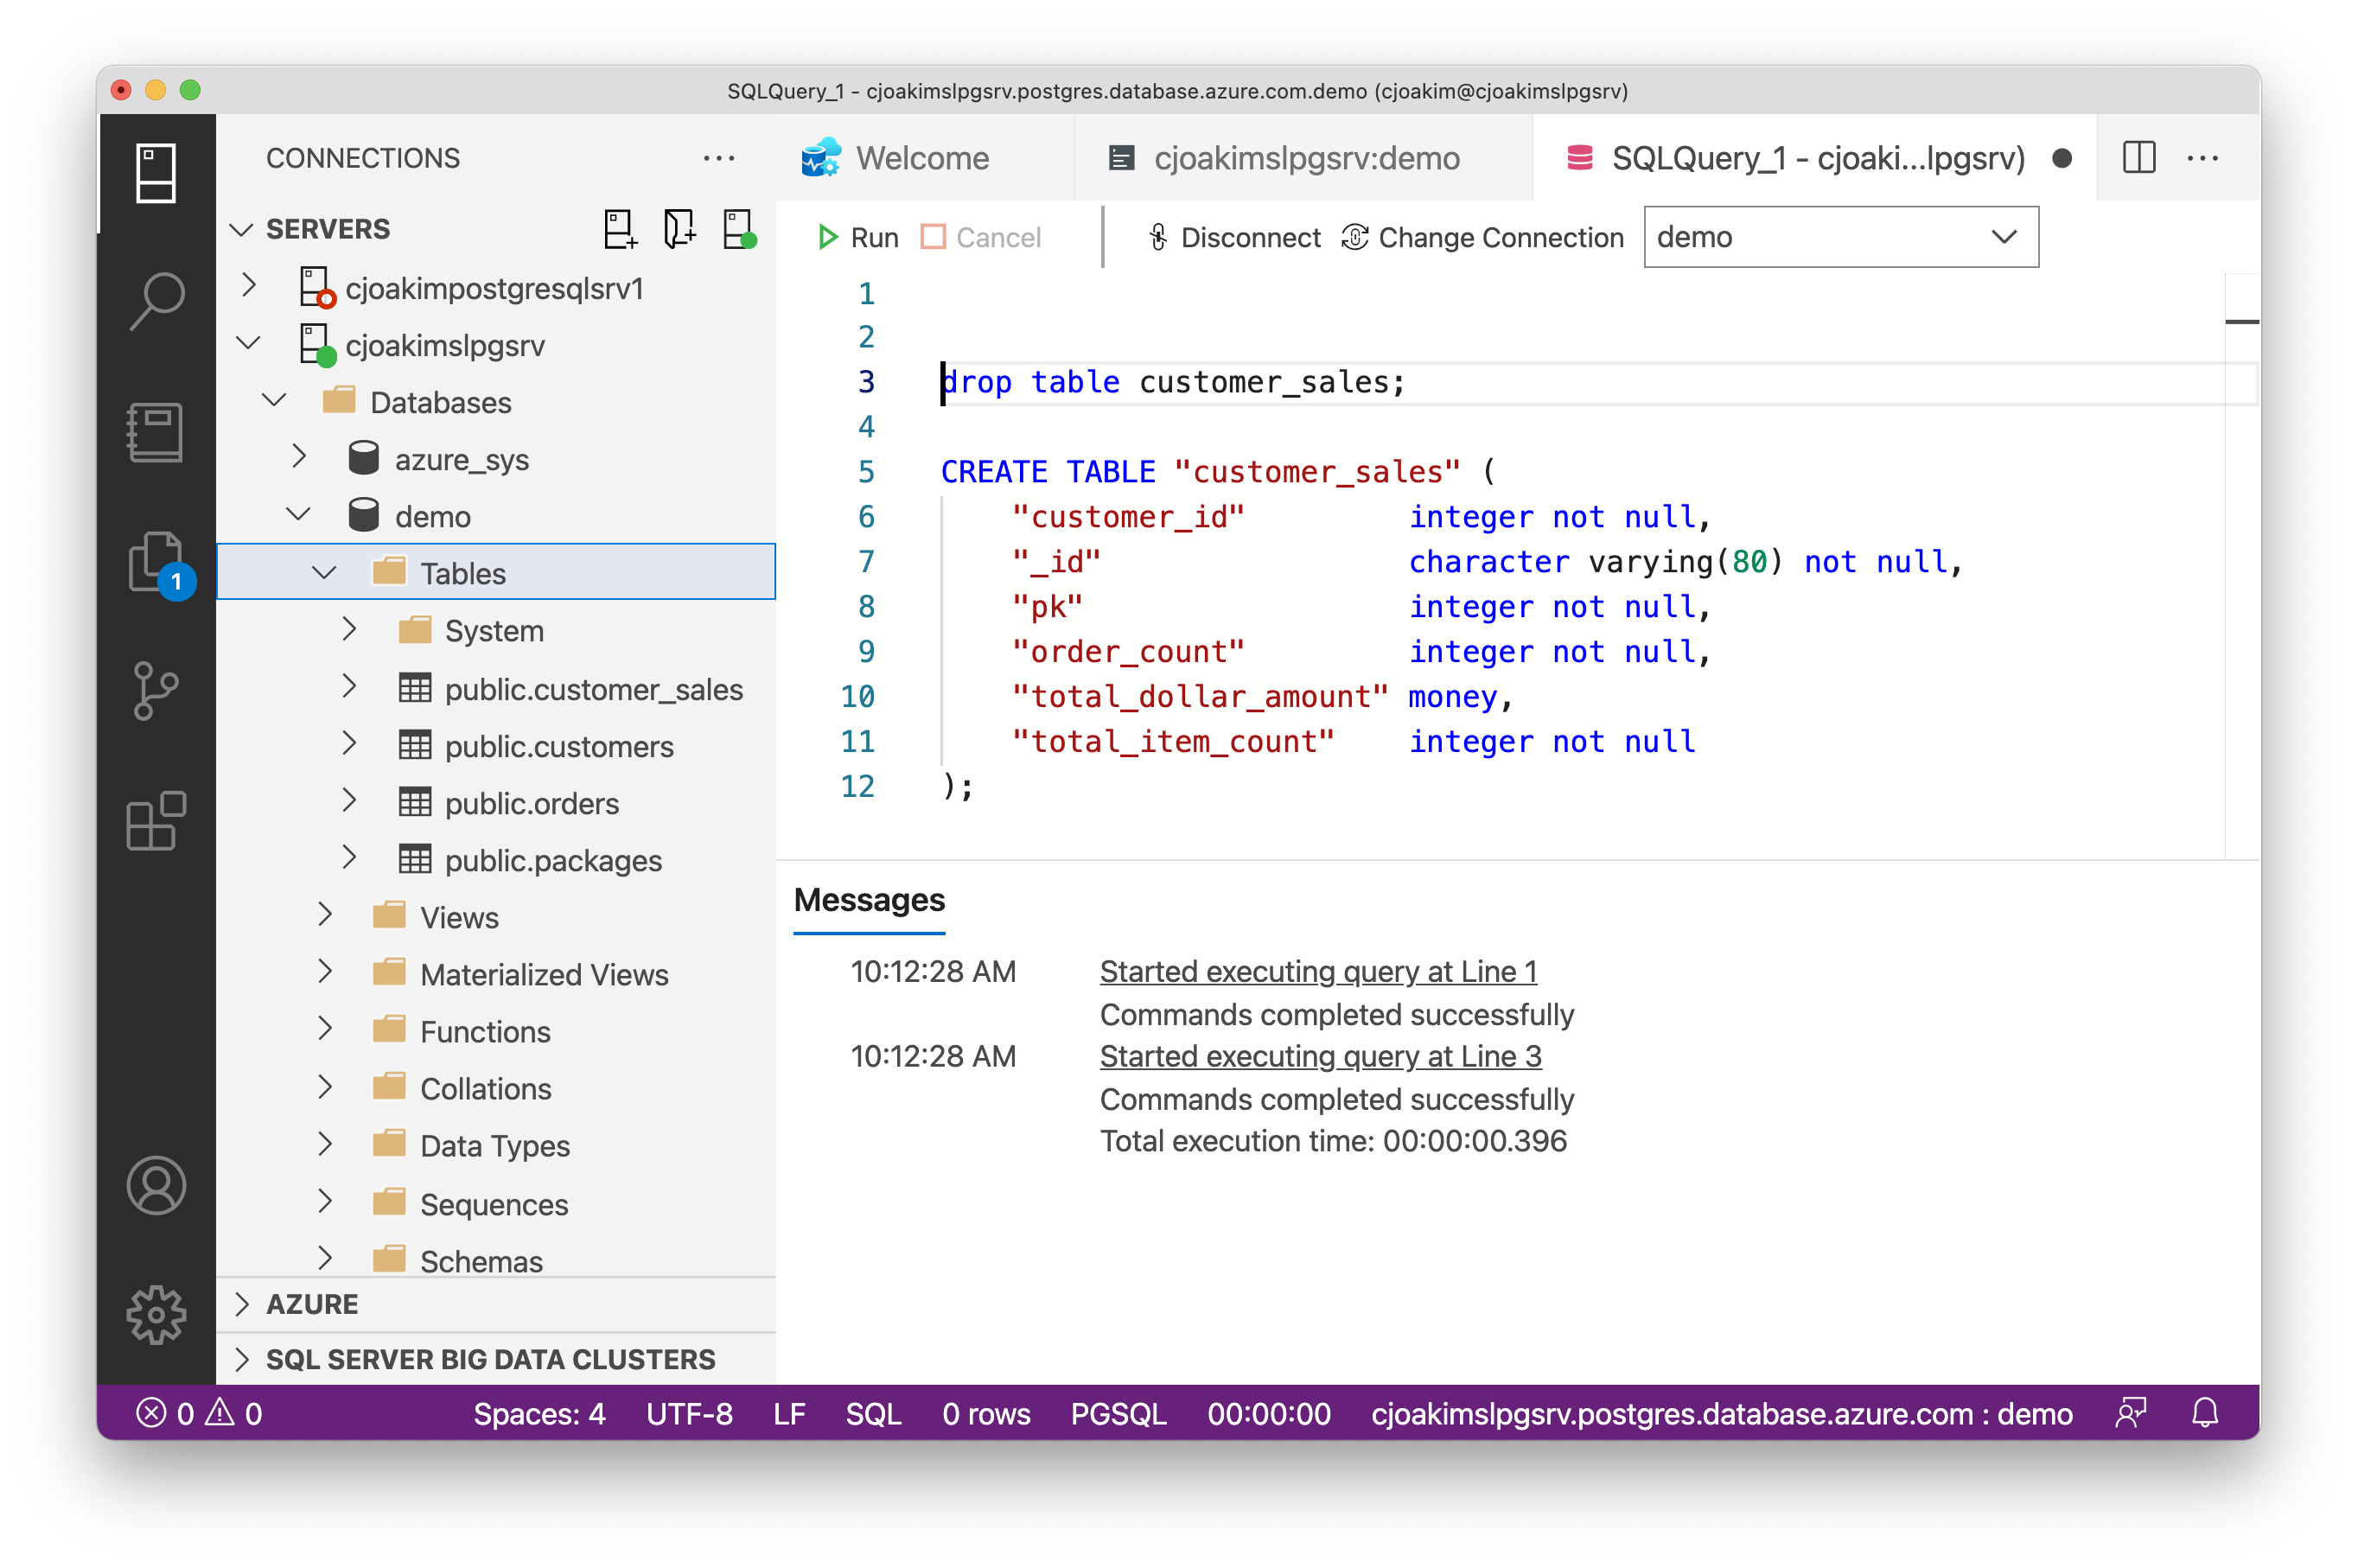 SQLQuery_1 - cjoakimslpgsrv.postgres.database.azure.com.demo (cjoakim@cjoakimslpgsrv)
CONNECTIONS
SERVERS
cjoakimpostgresqlsrv1
cjoakimslpgsrv
Databases
azure_sys
demo
Tables
System
public.customer_sales
public.customers
public.orders
public.packages
Views
Materialized Views
Functions
Collations
Data Types
Sequences
Schemas
AZURE
SQL SERVER BIG DATA CLUSTERS
1
Welcome
cjoakimslpgsrv:demo
SQLQuery_1 - cjoaki...lpgsrv)
Run Cancel Disconnect Change Connection demo
1
2
3 drop table customer_sales;
4
5 CREATE TABLE "customer_sales" (
6 "customer_id" integer not null,
7 "_id" character varying(80) not null,
8 "pk" integer not null,
9 "order_count" integer not null,
10 "total_dollar_amount" money,
11 "total_item_count" integer not null
12 );
Messages
10:12:28 AM Started executing query at Line 1
Commands completed successfully
10:12:28 AM Started executing query at Line 3
Commands completed successfully
Total execution time: 00:00:00.396
0 0 Spaces: 4 UTF-8 LF SQL 0 rows PGSQL 00:00:00 cjoakimslpgsrv.postgres.database.azure.com : demo